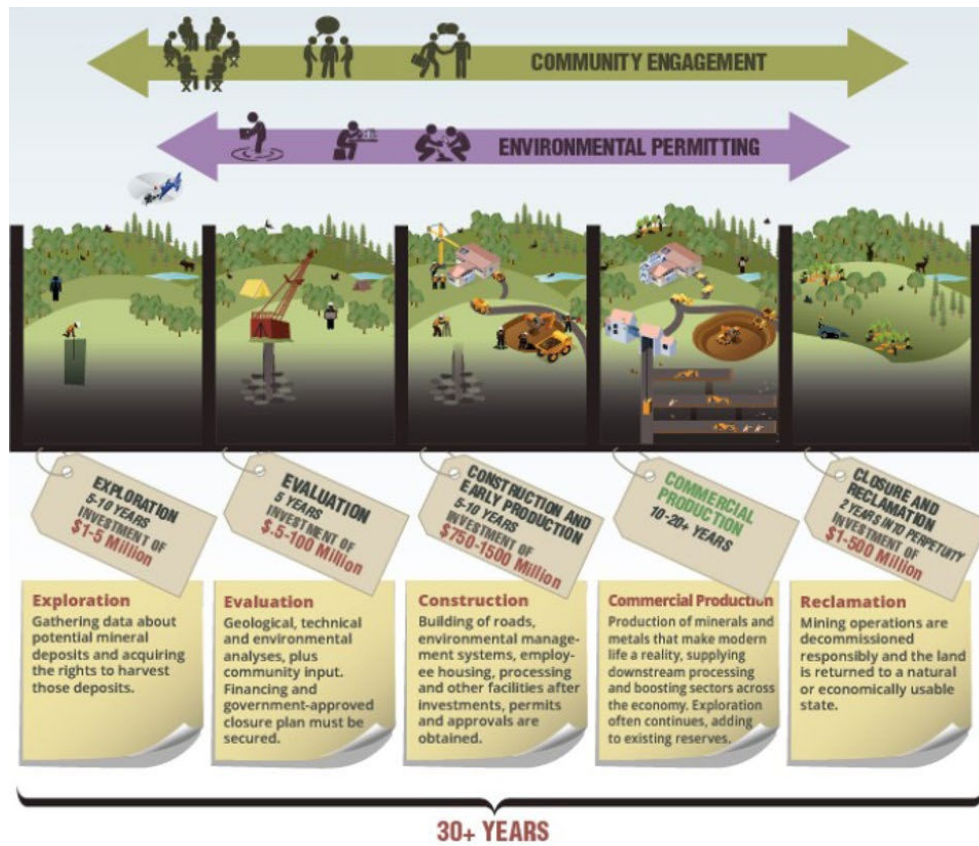 COMMUNITY ENGAGEMENT
ENVIRONMENTAL PERMITTING
EXPLORATION
5-10 YEARS
INVESTMENT OF
$1-5 Million
EVALUATION
5 YEARS
INVESTMENT OF
$.5-100 Million
CONSTRUCTION AND
EARLY PRODUCTION
5-10 YEARS
INVESTMENT OF
$750-1500 Million
COMMERCIAL
PRODUCTION
10-20+ YEARS
CLOSURE AND
RECLAMATION
2 YEARS INTO PERPETUITY
INVESTMENT OF
$1-500 Million
Exploration
Gathering data about
potential mineral
deposits and acquiring
the rights to harvest
those deposits.
Evaluation
Geological, technical
and environmental
analyses, plus
community input.
Financing and
government-approved
closure plan must be
secured.
Construction
Building of roads,
environmental manage-
ment systems, employ-
ee housing, processing
and other facilities after
investments, permits
and approvals are
obtained.
Commercial Production
Production of minerals and
metals that make modern
life a reality, supplying
downstream processing
and boosting sectors across
the economy. Exploration
often continues, adding
to existing reserves.
Reclamation
Mining operations are
decommissioned
responsibly and the land
is returned to a natural
or economically usable
state.
30+ YEARS